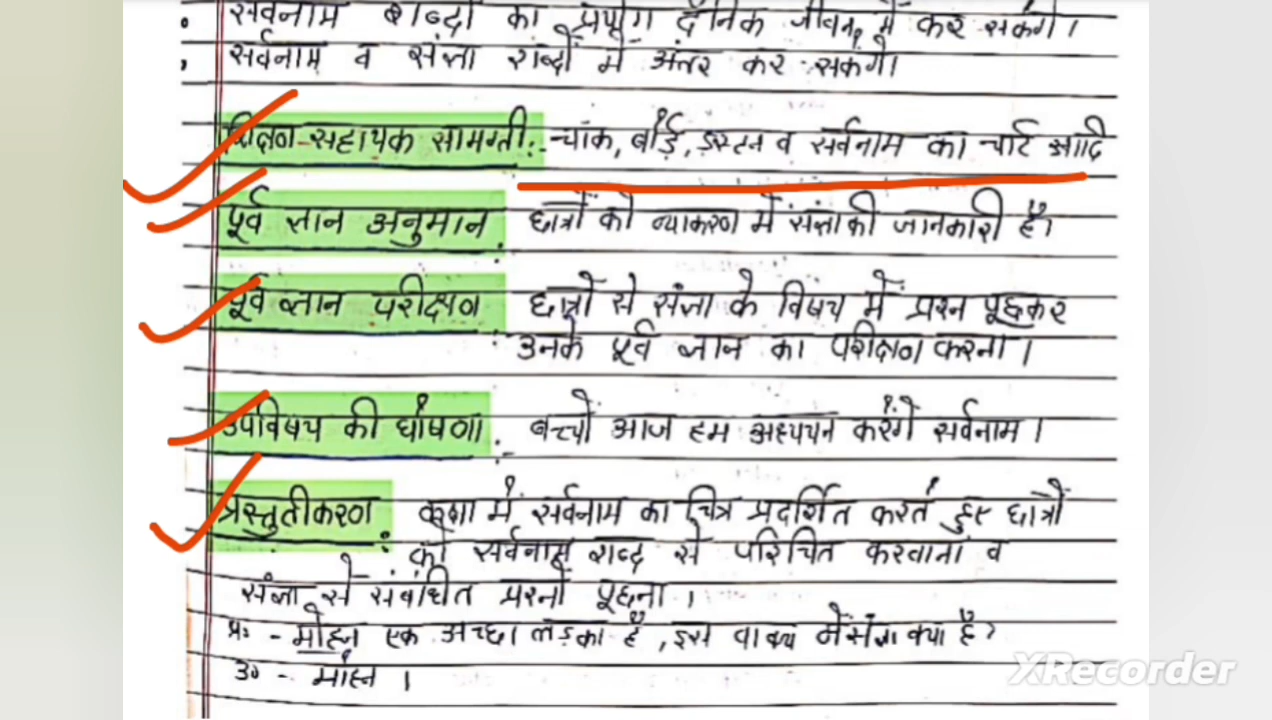 सर्वनाम शब्दों का प्रयोग दैनिक जीवन में कर सकेंगे।
सर्वनाम व संज्ञा शब्दों में अंतर कर सकेंगे।
शिक्षण-सहायक सामग्री:- चॉक, बोर्ड, डस्टन व सर्वनाम का चार्ट आदि
पूर्व ज्ञान अनुमान : छात्रों को व्याकरण में संज्ञा की जानकारी है।
पूर्व ज्ञान परीक्षण : छात्रों से संज्ञा के विषय में प्रश्न पूछकर
उनके पूर्व ज्ञान का परीक्षण करना।
उपविषय की घोषणा :- बच्चों आज हम अध्ययन करेंगे सर्वनाम।
प्रस्तुतीकरण : कक्षा में सर्वनाम का चित्र प्रदर्शित करते हुए छात्रों
को सर्वनाम शब्द से परिचित करवाना व
संज्ञा से संबंधित प्रश्नों पूछना।
प्र० - मोहन एक अच्छा लड़का है, इस वाक्य में संज्ञा क्या है?
उ० - मोहन ।
XRecorder